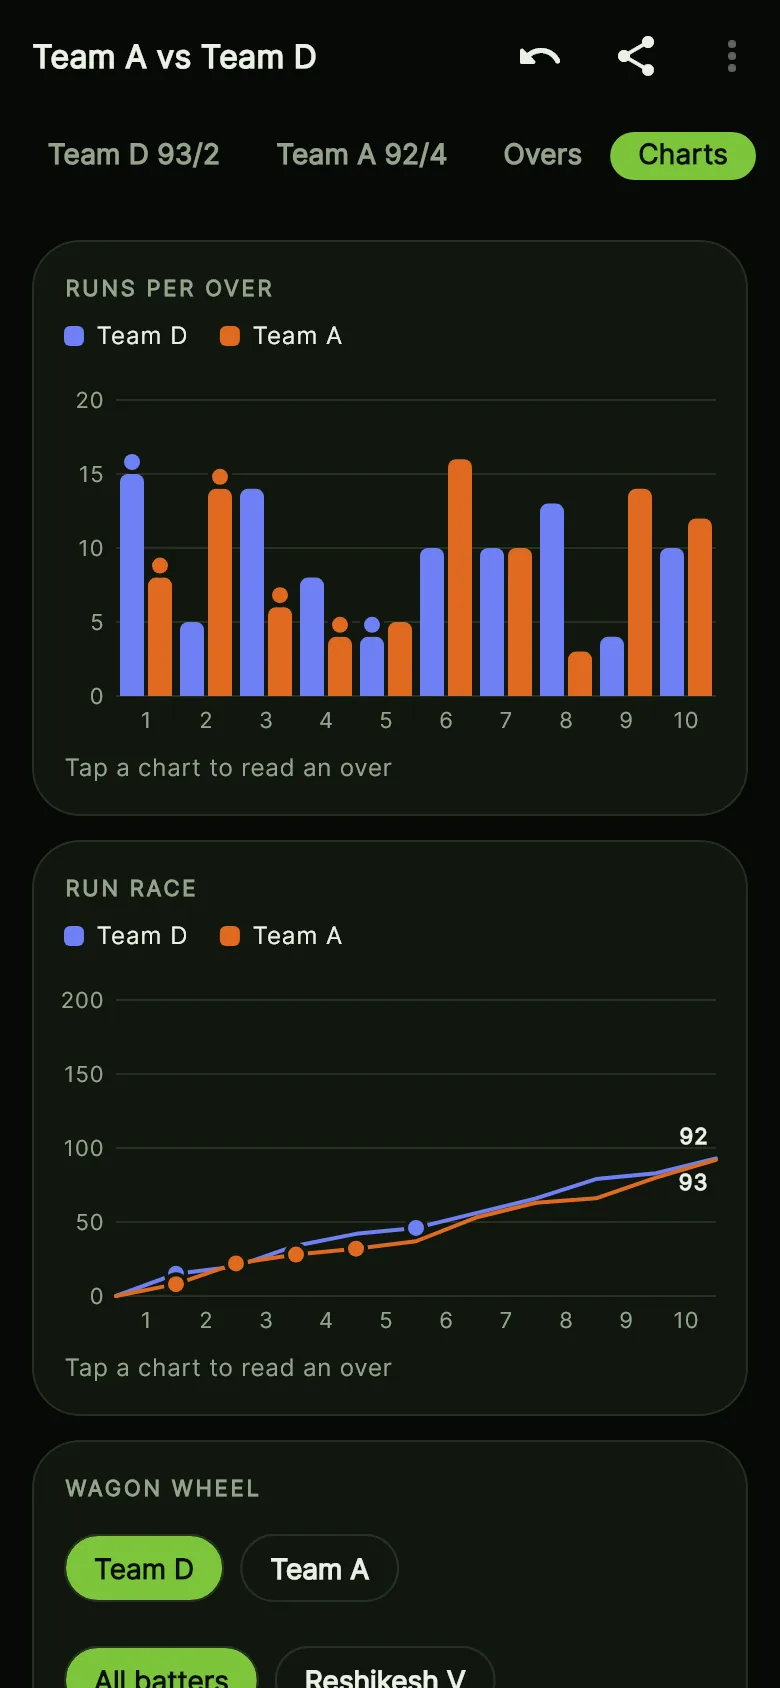 Team A vs Team D
Team D 93/2 Team A 92/4 Overs Charts
RUNS PER OVER
Team D Team A
20
15
10
5
0
1 2 3 4 5 6 7 8 9 10
Tap a chart to read an over
RUN RACE
Team D Team A
200
150
100
50
0
92
93
1 2 3 4 5 6 7 8 9 10
Tap a chart to read an over
WAGON WHEEL
Team D Team A
All batters Reshikesh V